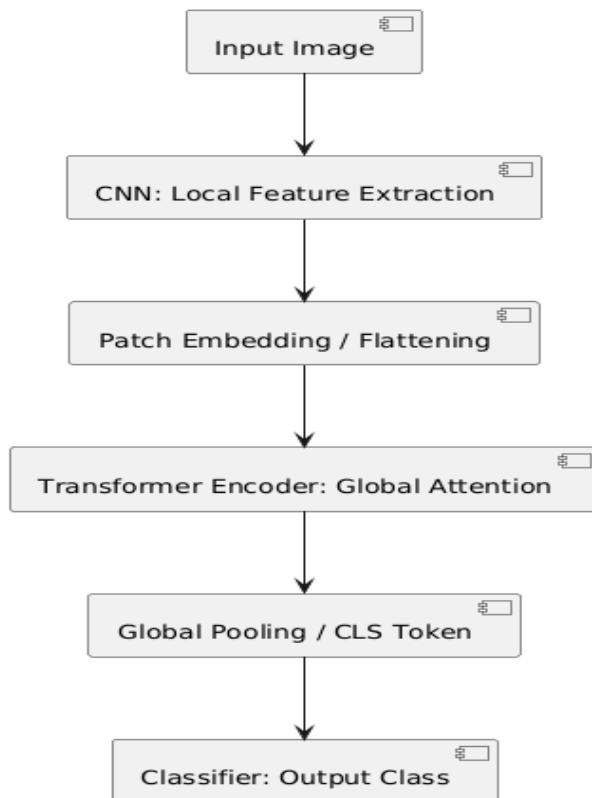 Input Image
CNN: Local Feature Extraction
Patch Embedding / Flattening
Transformer Encoder: Global Attention
Global Pooling / CLS Token
Classifier: Output Class